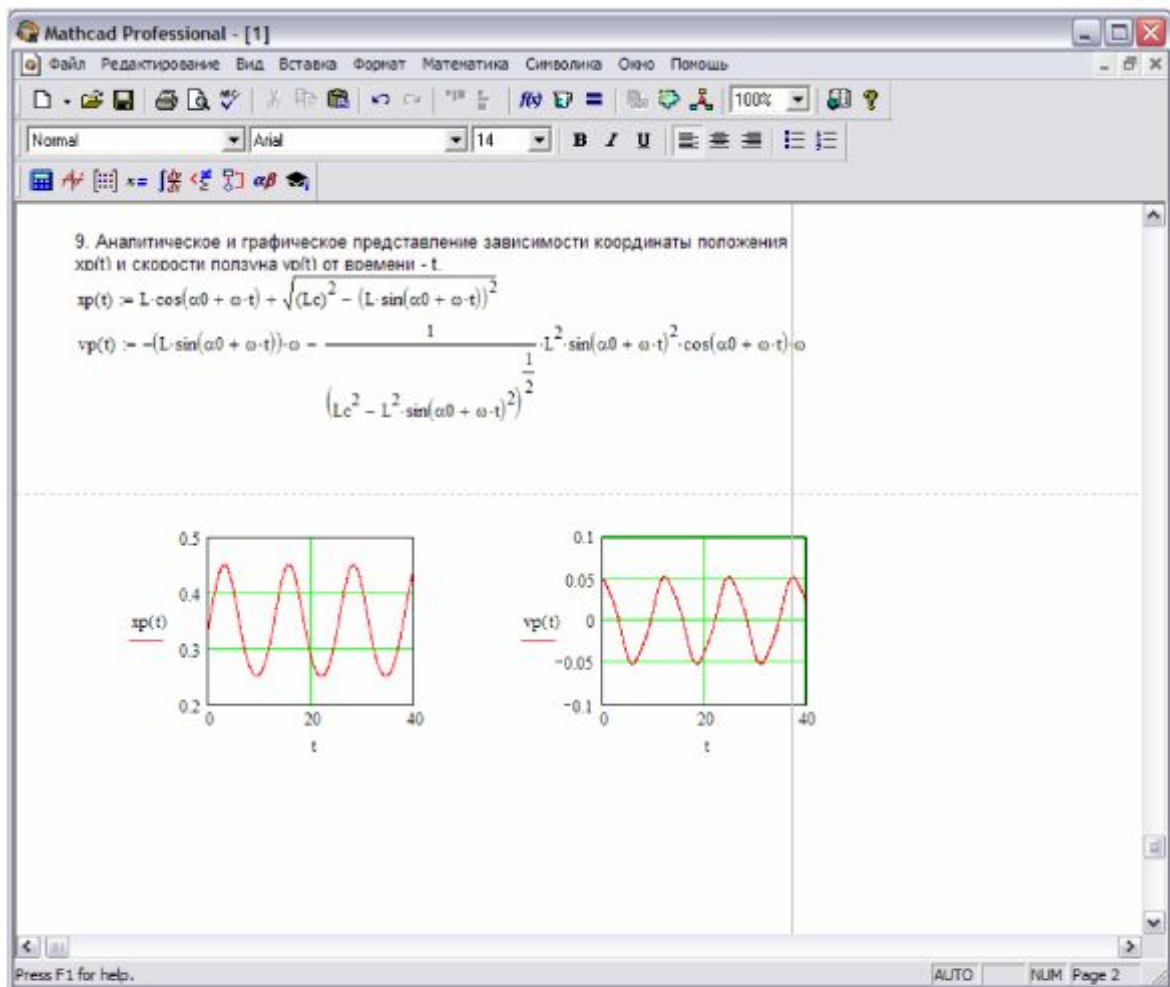 Mathcad Professional - [1]
Файл Редактирование Вид Вставка Формат Математика Символика Окно Помощь
100%
Normal Arial 14 B I U
9. Аналитическое и графическое представление зависимости координаты положения
xp(t) и скорости ползуна vp(t) от времени - t.
xp(t) := L·cos(α0 + ω·t) + √((Lc)² − (L·sin(α0 + ω·t))²)
vp(t) := −(L·sin(α0 + ω·t))·ω − 1 / (Lc² − L²·sin(α0 + ω·t)²)^(1/2) ·L²·sin(α0 + ω·t)²·cos(α0 + ω·t)·ω
0.5
0.4
xp(t)
0.3
0.2
0 20 40
t
0.1
0.05
vp(t) 0
−0.05
−0.1
0 20 40
t
Press F1 for help. AUTO NUM Page 2